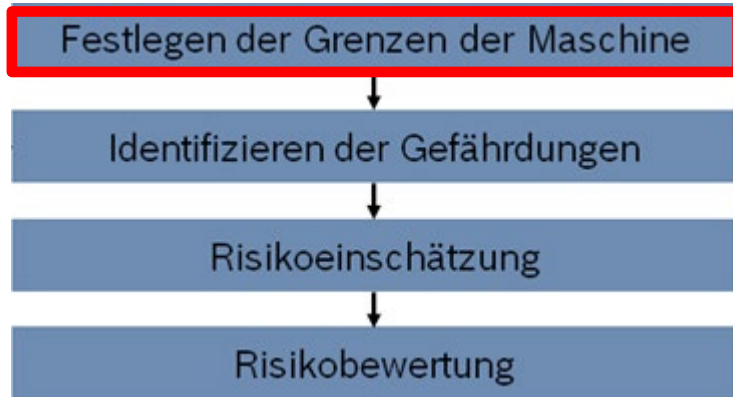 Festlegen der Grenzen der Maschine
Identifizieren der Gefährdungen
Risikoeinschätzung
Risikobewertung